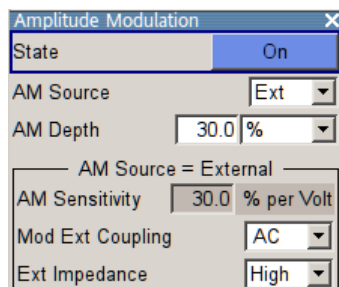 Amplitude Modulation ×
State On
AM Source Ext
AM Depth 30.0 %
AM Source = External
AM Sensitivity 30.0 % per Volt
Mod Ext Coupling AC
Ext Impedance High